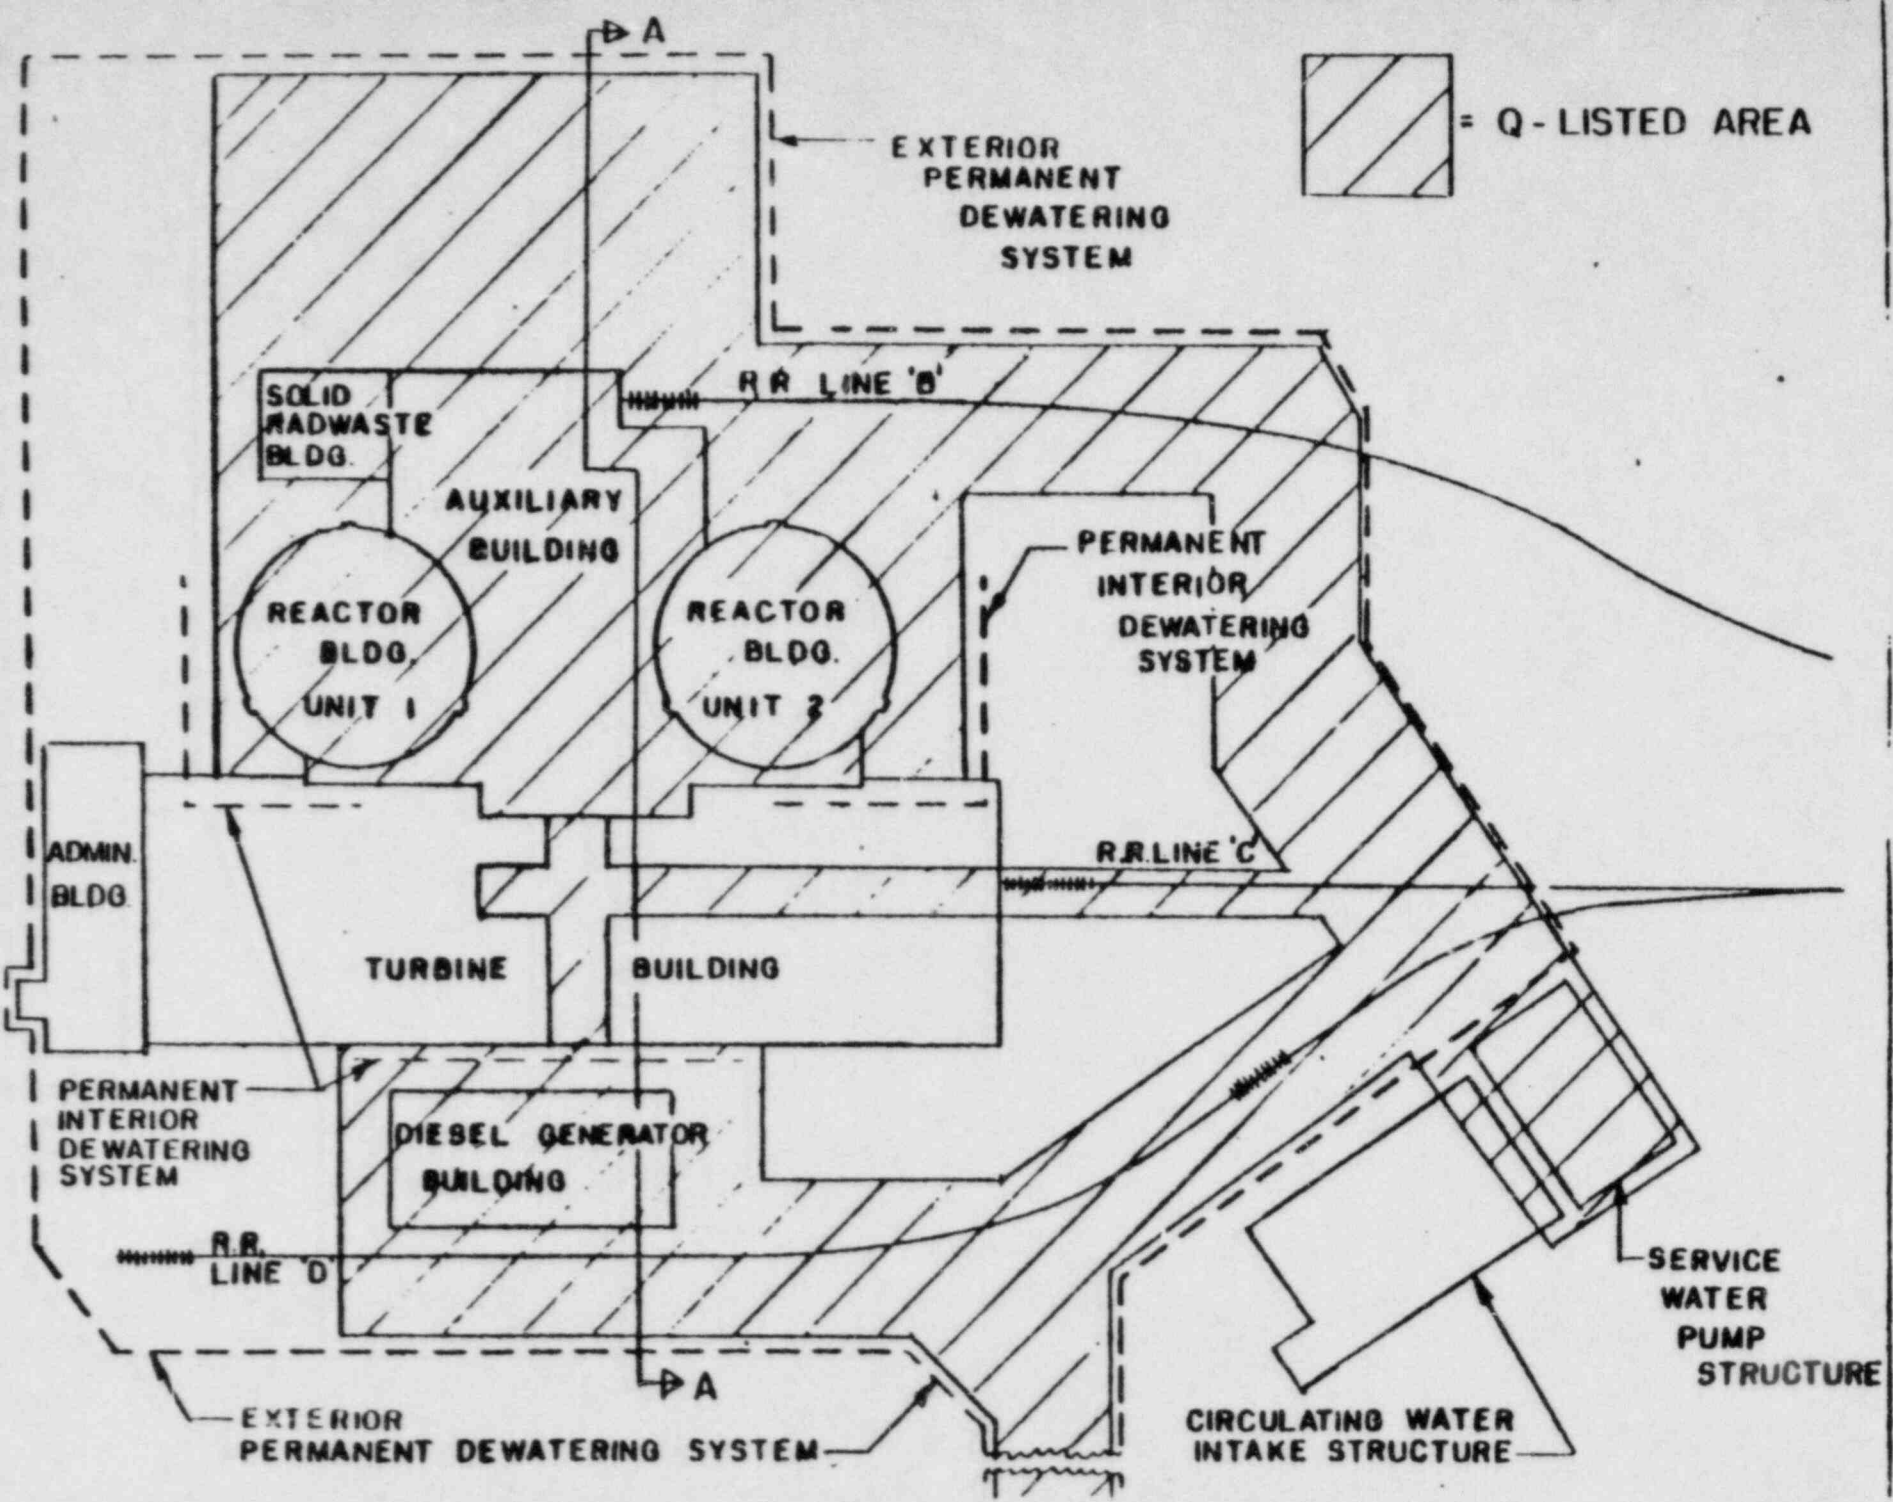 A
= Q - LISTED AREA
EXTERIOR
PERMANENT
DEWATERING
SYSTEM
R R LINE 'B'
SOLID
RADWASTE
BLDG.
AUXILIARY
BUILDING
PERMANENT
INTERIOR
DEWATERING
SYSTEM
REACTOR
BLDG.
UNIT 1
REACTOR
BLDG.
UNIT 2
ADMIN.
BLDG.
R.R. LINE 'C'
TURBINE BUILDING
PERMANENT
INTERIOR
DEWATERING
SYSTEM
DIESEL GENERATOR
BUILDING
R.R.
LINE 'D'
SERVICE
WATER
PUMP
STRUCTURE
A
EXTERIOR
PERMANENT DEWATERING SYSTEM
CIRCULATING WATER
INTAKE STRUCTURE